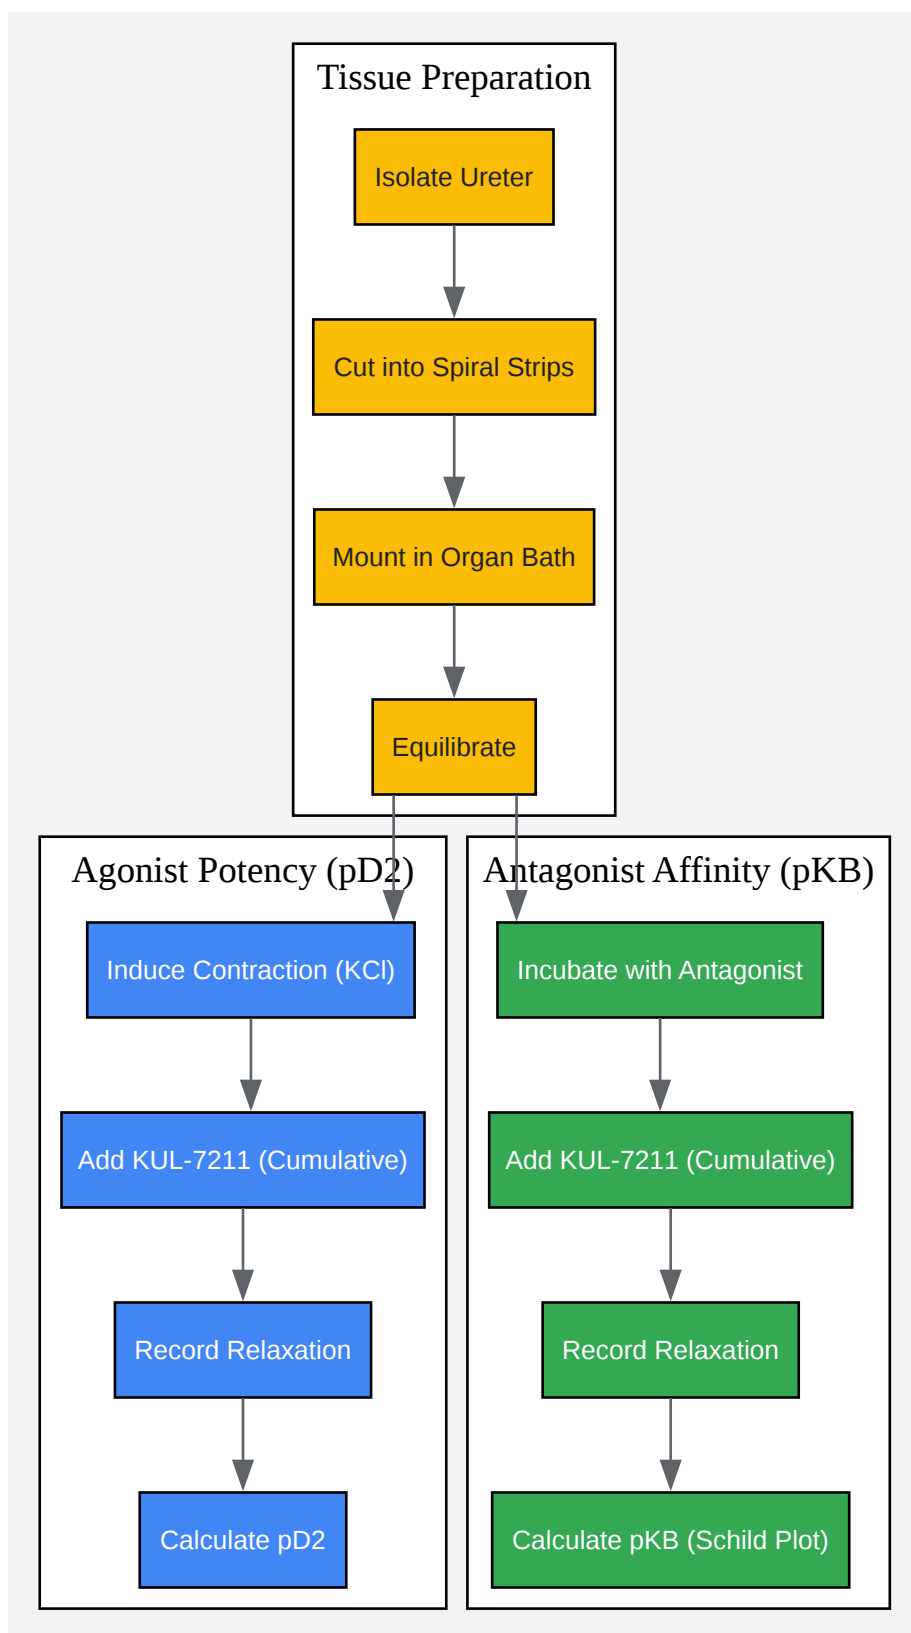 Tissue Preparation
Isolate Ureter
Cut into Spiral Strips
Mount in Organ Bath
Equilibrate
Agonist Potency (pD2)
Induce Contraction (KCl)
Add KUL-7211 (Cumulative)
Record Relaxation
Calculate pD2
Antagonist Affinity (pKB)
Incubate with Antagonist
Add KUL-7211 (Cumulative)
Record Relaxation
Calculate pKB (Schild Plot)